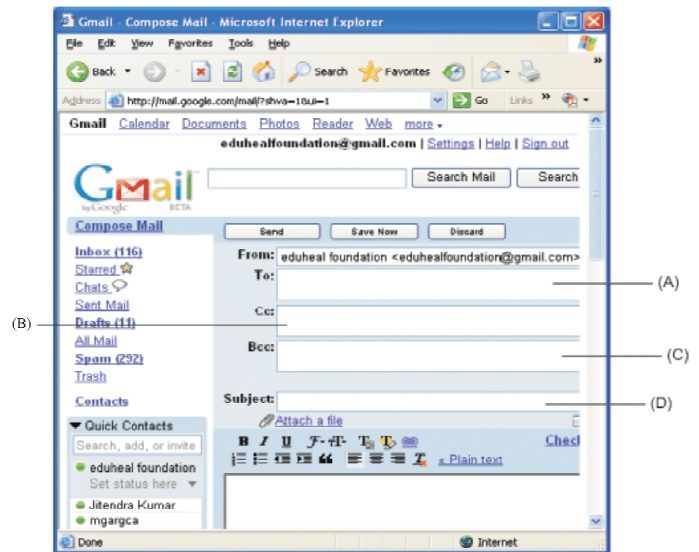 Gmail - Compose Mail - Microsoft Internet Explorer
File Edit View Favorites Tools Help
Back Search Favorites »
Address http://mail.google.com/mail/?shva=1&ui=1 Go Links »
Gmail Calendar Documents Photos Reader Web more
eduhealfoundation@gmail.com | Settings | Help | Sign out
Gmail
by Google BETA
Search Mail Search
Compose Mail
Send Save Now Discard
Inbox (116)
From: eduheal foundation <eduhealfoundation@gmail.com>
Starred
To:
(A)
Chats
Sent Mail
Cc:
(B)
Drafts (11)
All Mail
Bcc:
(C)
Spam (292)
Trash
Contacts
Subject:
(D)
Attach a file
Quick Contacts
Search, add, or invite
B I U F T T T Check
« Plain text
eduheal foundation
Set status here
Jitendra Kumar
mgargca
Done Internet